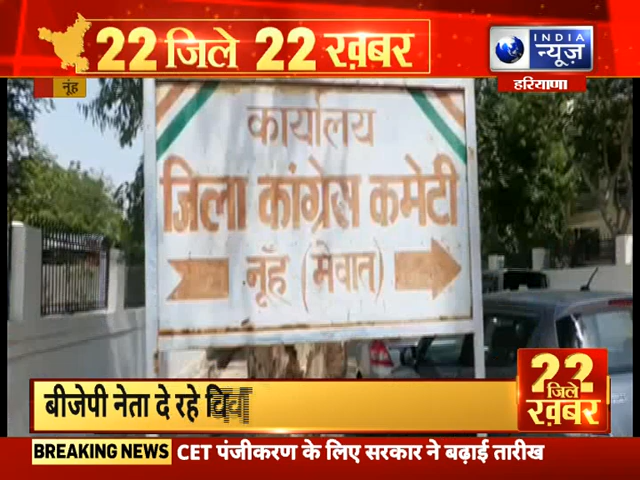 22 जिले 22 ख़बर
INDIA
न्यूज़
हरियाणा
नूंह
कार्यालय
जिला कांग्रेस कमेटी
नूँह (मेवात)
बीजेपी नेता दे रहे
22
जिले
ख़बर
BREAKING NEWS CET पंजीकरण के लिए सरकार ने बढ़ाई तारीख